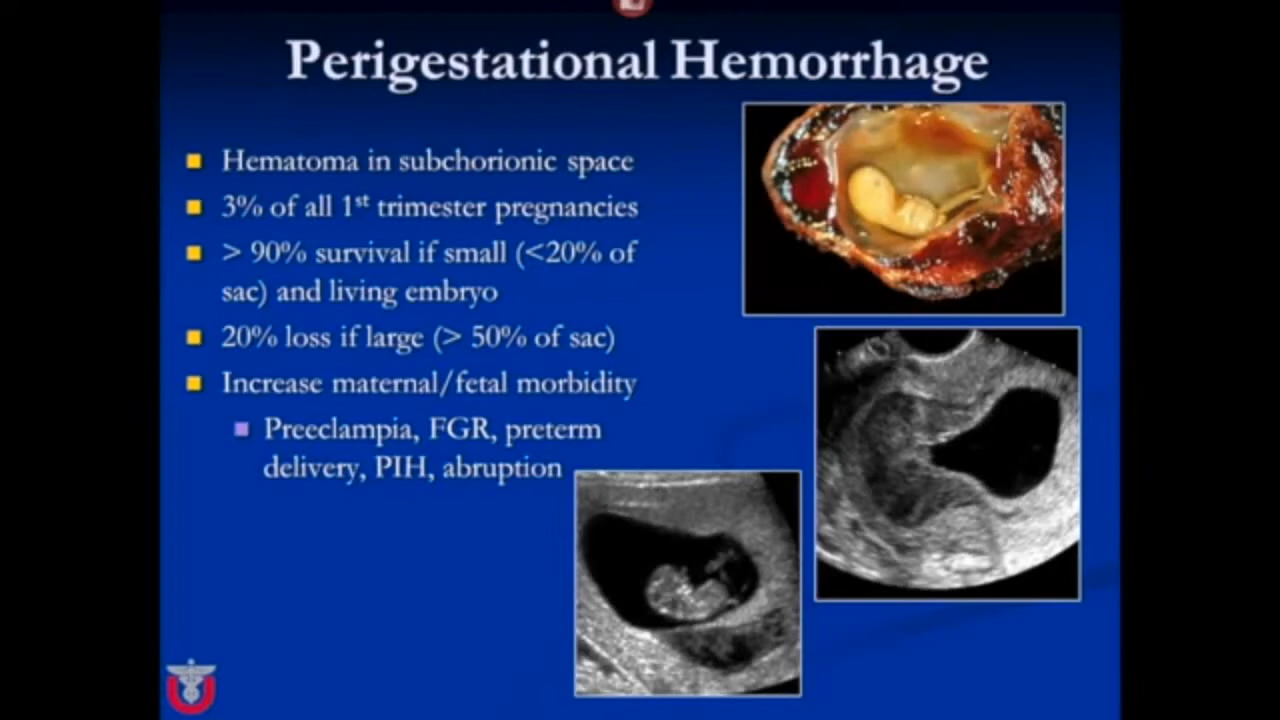 Perigestational Hemorrhage
Hematoma in subchorionic space
3% of all 1st trimester pregnancies
> 90% survival if small (<20% of
sac) and living embryo
20% loss if large (> 50% of sac)
Increase maternal/fetal morbidity
Preeclampia, FGR, preterm
delivery, PIH, abruption
U